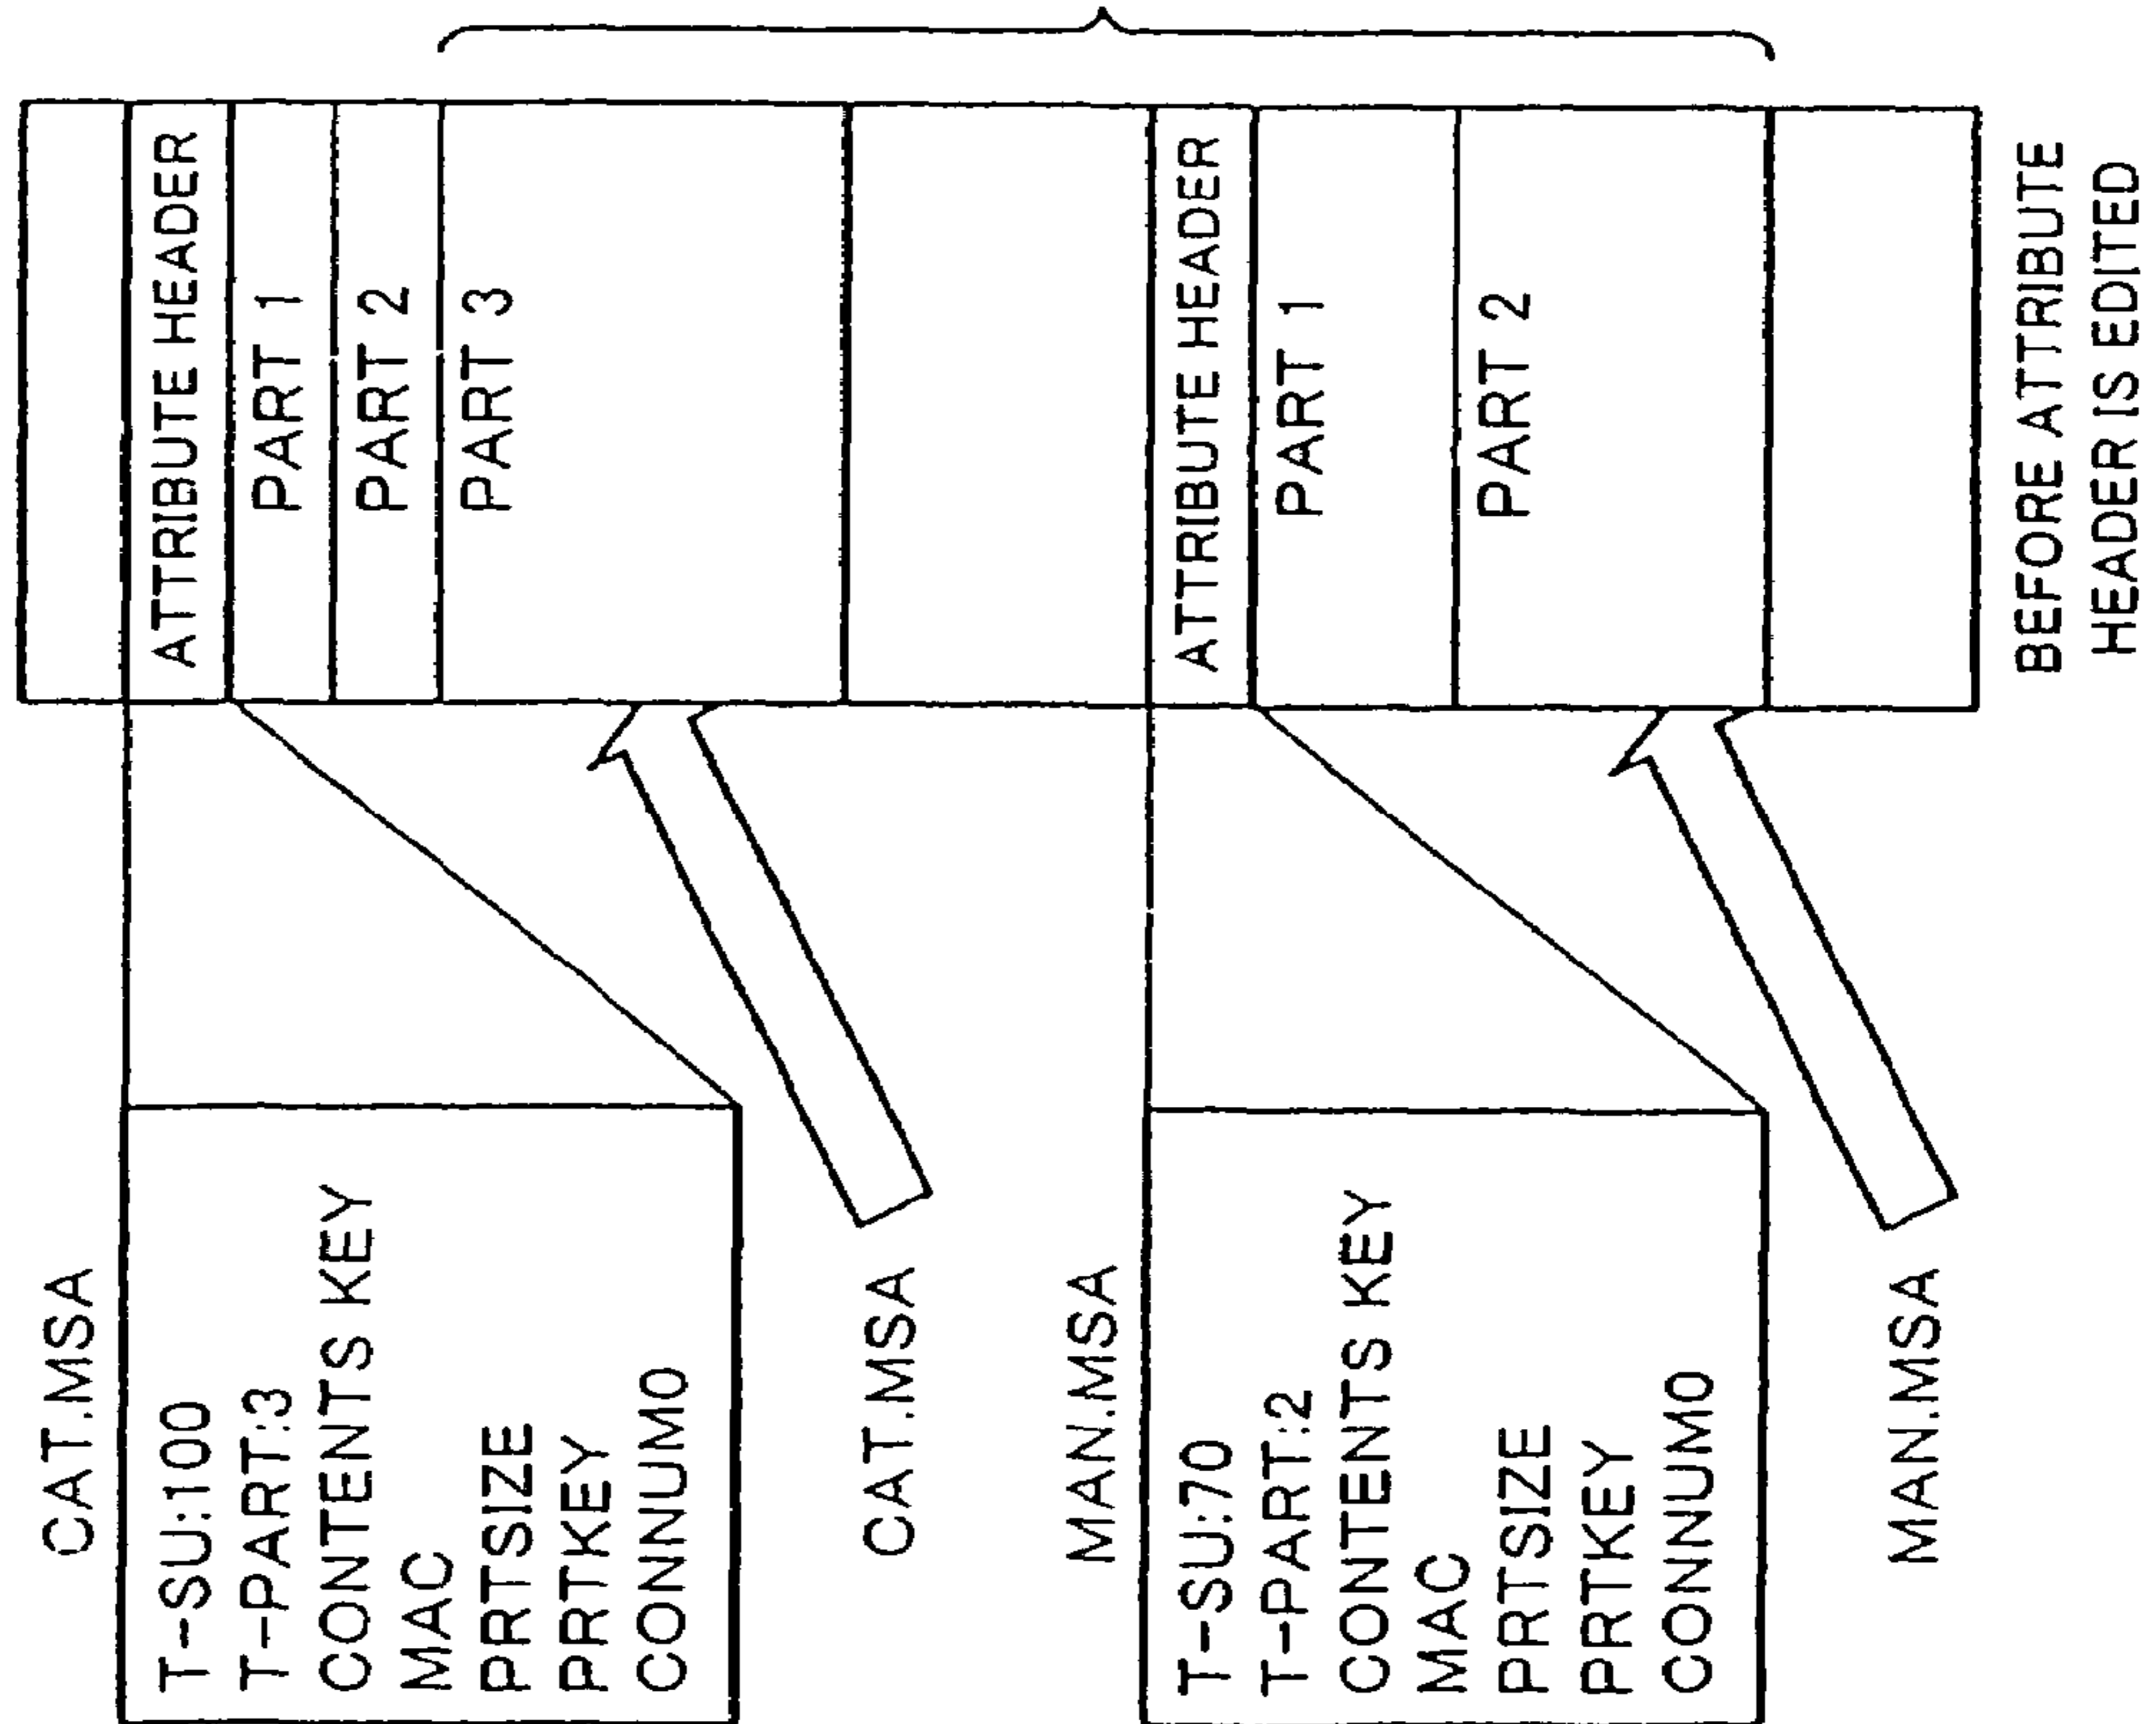 CAT.MSA
T-SU:100
T-PART:3
CONTENTS KEY
MAC
PRTSIZE
PRTKEY
CONNUM0
CAT.MSA
ATTRIBUTE HEADER
PART 1
PART 2
PART 3
MAN.MSA
T-SU:70
T-PART:2
CONTENTS KEY
MAC
PRTSIZE
PRTKEY
CONNUM0
MAN.MSA
ATTRIBUTE HEADER
PART 1
PART 2
BEFORE ATTRIBUTE
HEADER IS EDITED